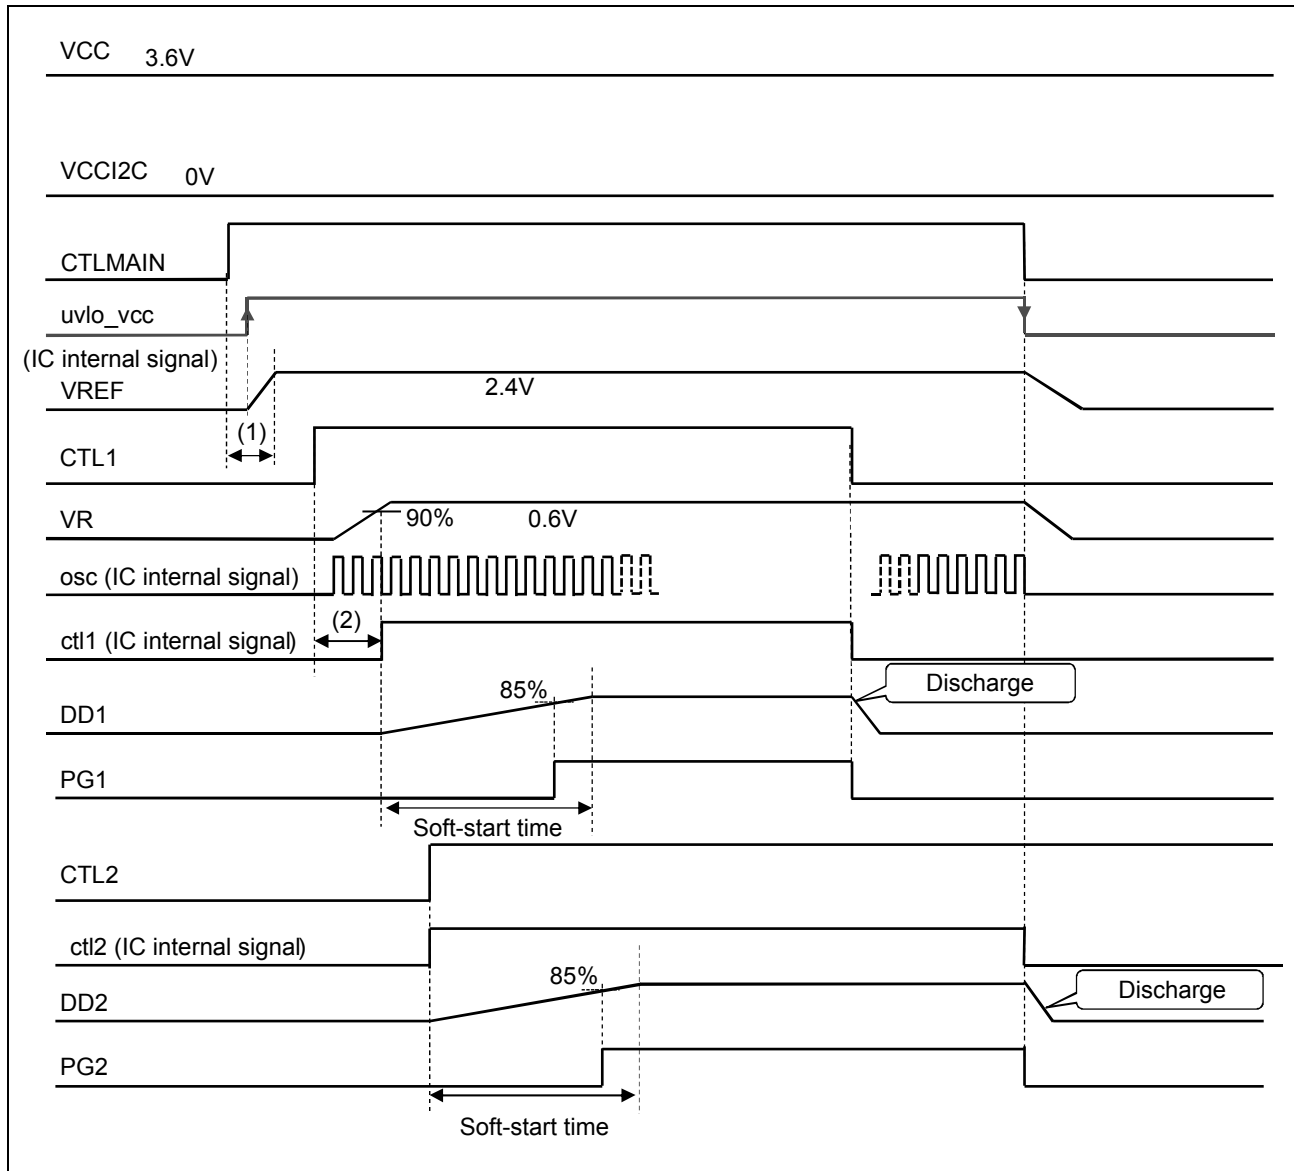 VCC 3.6V
VCCI2C 0V
CTLMAIN
uvlo_vcc
(IC internal signal)
VREF 2.4V
(1)
CTL1
VR 90% 0.6V
osc (IC internal signal)
(2)
ctl1 (IC internal signal)
85% Discharge
DD1
PG1
Soft-start time
CTL2
ctl2 (IC internal signal)
85% Discharge
DD2
PG2
Soft-start time